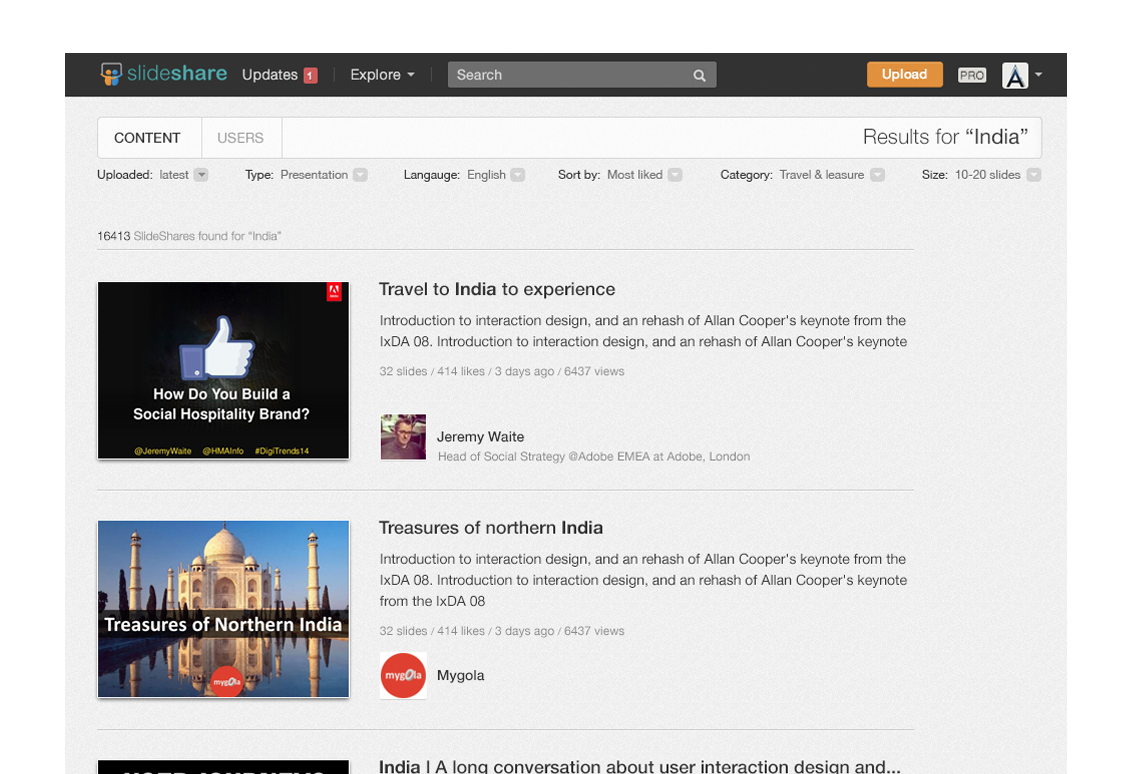 slideshare Updates 1 Explore Search Upload PRO
CONTENT USERS Results for “India”
Uploaded: latest Type: Presentation Langauge: English Sort by: Most liked Category: Travel & leasure Size: 10-20 slides
16413 SlideShares found for “India”
How Do You Build a
Social Hospitality Brand?
@JeremyWaite @HMAInfo #DigiTrends14
Travel to India to experience
Introduction to interaction design, and an rehash of Allan Cooper's keynote from the
IxDA 08. Introduction to interaction design, and an rehash of Allan Cooper's keynote
32 slides / 414 likes / 3 days ago / 6437 views
Jeremy Waite
Head of Social Strategy @Adobe EMEA at Adobe, London
Treasures of Northern India
mygola
Treasures of northern India
Introduction to interaction design, and an rehash of Allan Cooper's keynote from the
IxDA 08. Introduction to interaction design, and an rehash of Allan Cooper's keynote
from the IxDA 08
32 slides / 414 likes / 3 days ago / 6437 views
mygola
Mygola
India | A long conversation about user interaction design and...